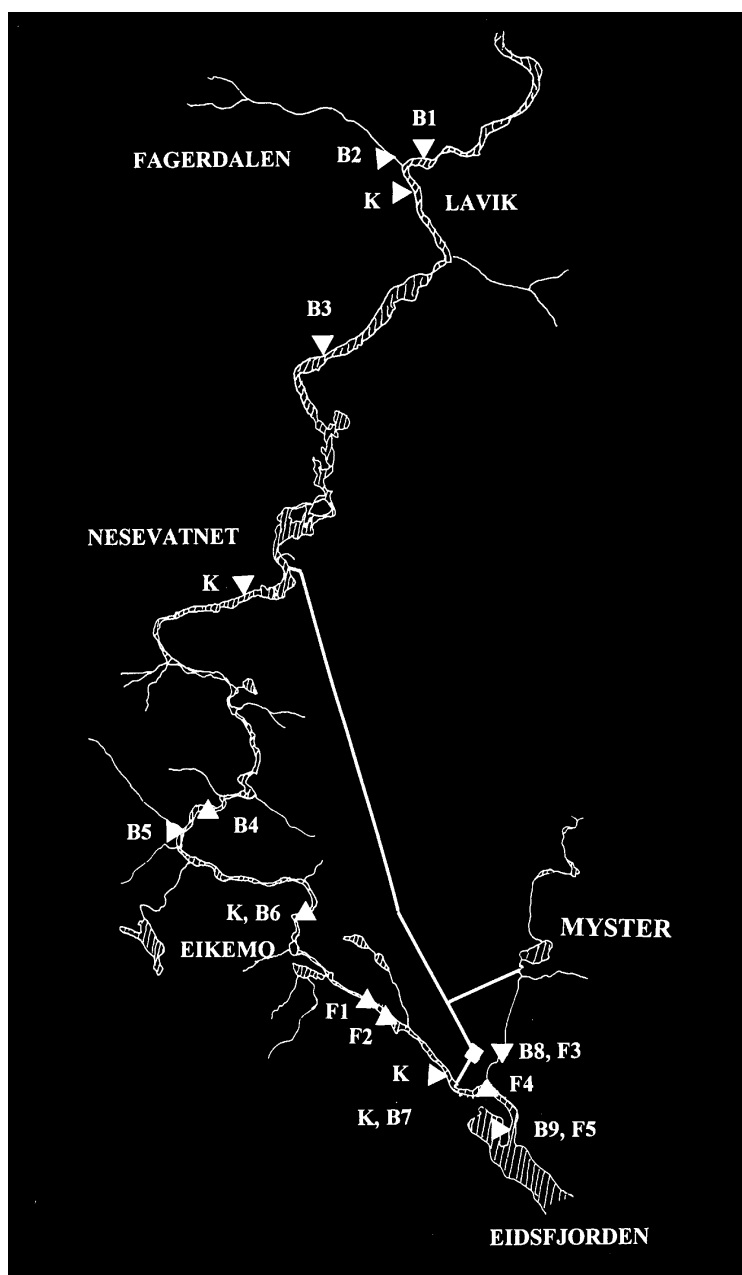 B1
FAGERDALEN
B2
K
LAVIK
B3
NESEVATNET
K
B5
B4
K, B6
EIKEMO
MYSTER
F1
F2
B8, F3
K
F4
K, B7
B9, F5
EIDSFJORDEN